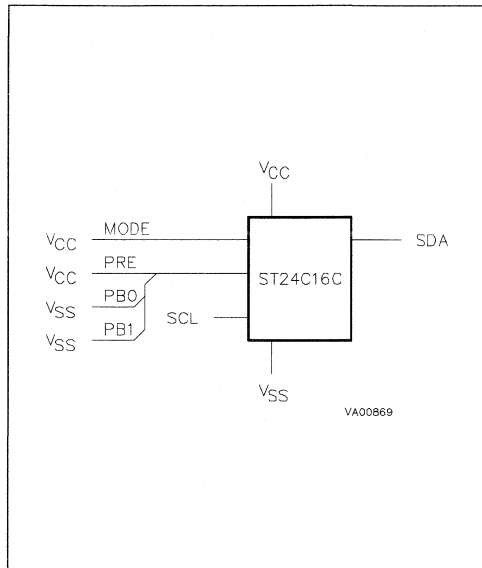 VCC
VCC MODE
VCC PRE
VSS PB0
VSS PB1
SCL
ST24C16C
SDA
VSS
VA00869